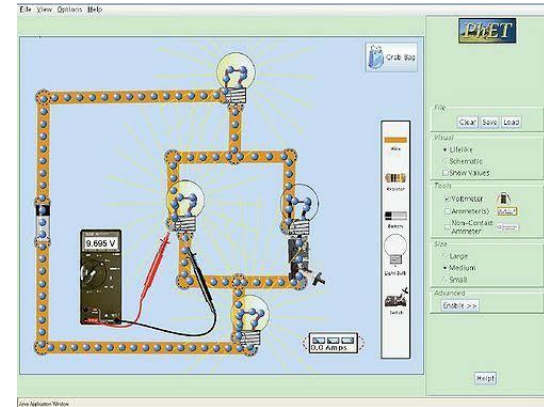 File View Options Help
PhET
Grab Bag
File
Clear Save Load
Visual
Lifelike
Schematic
Show Values
Wire
Resistor
Battery
Light Bulb
Switch
Tools
Voltmeter
Ammeter(s)
Non-Contact
Ammeter
9.695 V
Size
Large
Medium
Small
Advanced
Enable >>
0.0 Amps
Help!
Java Application Window